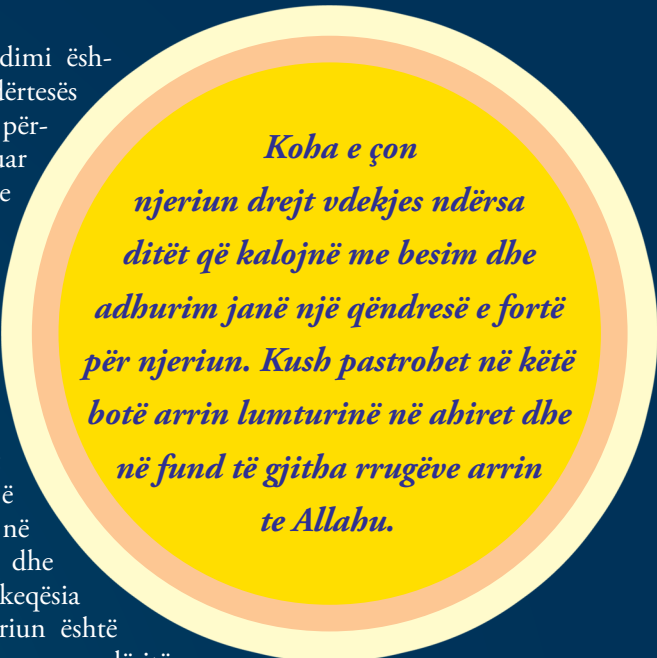 dimi ësh-
për-
Koha e çon
njeriun drejt vdekjes ndërsa
ditët që kalojnë me besim dhe
adhurim janë një qëndresë e fortë
për njeriun. Kush pastrohet në këtë
botë arrin lumturinë në ahiret dhe
në fund të gjitha rrugëve arrin
te Allahu.
ë
në
dhe
keqësia
riun është